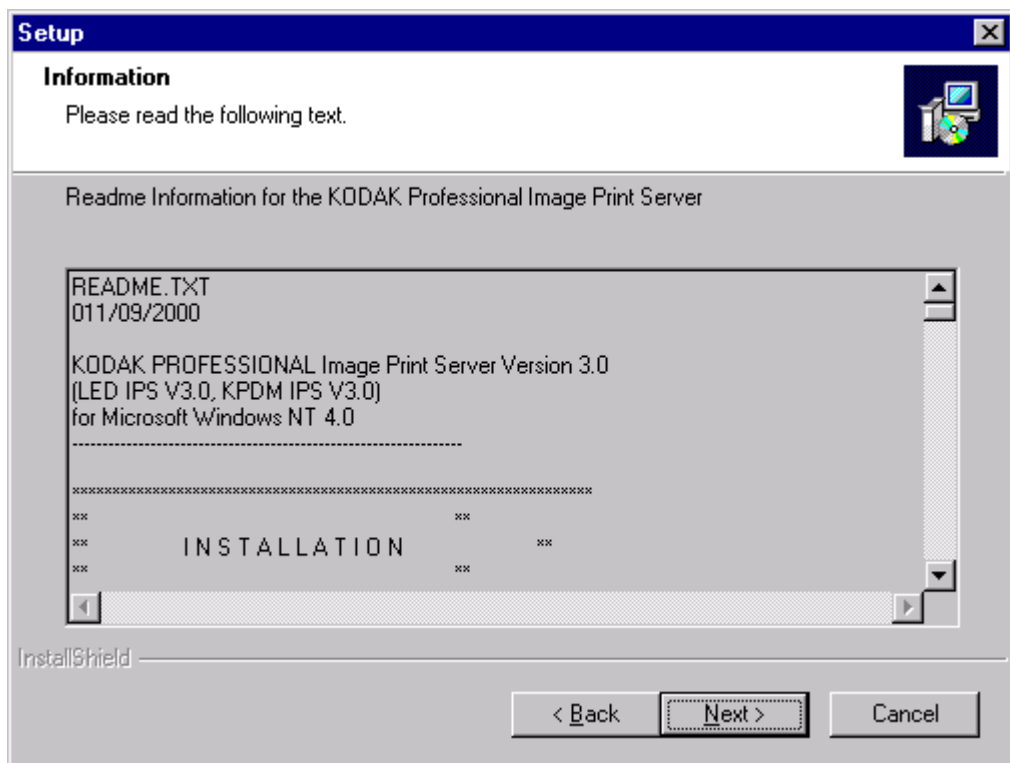 Setup
Information
Please read the following text.
Readme Information for the KODAK Professional Image Print Server
README.TXT
011/09/2000
KODAK PROFESSIONAL Image Print Server Version 3.0
(LED IPS V3.0, KPDM IPS V3.0)
for Microsoft Windows NT 4.0
-----------------------------------------------------------------
*****************************************************************
** **
** I N S T A L L A T I O N **
** **
InstallShield
< Back Next > Cancel